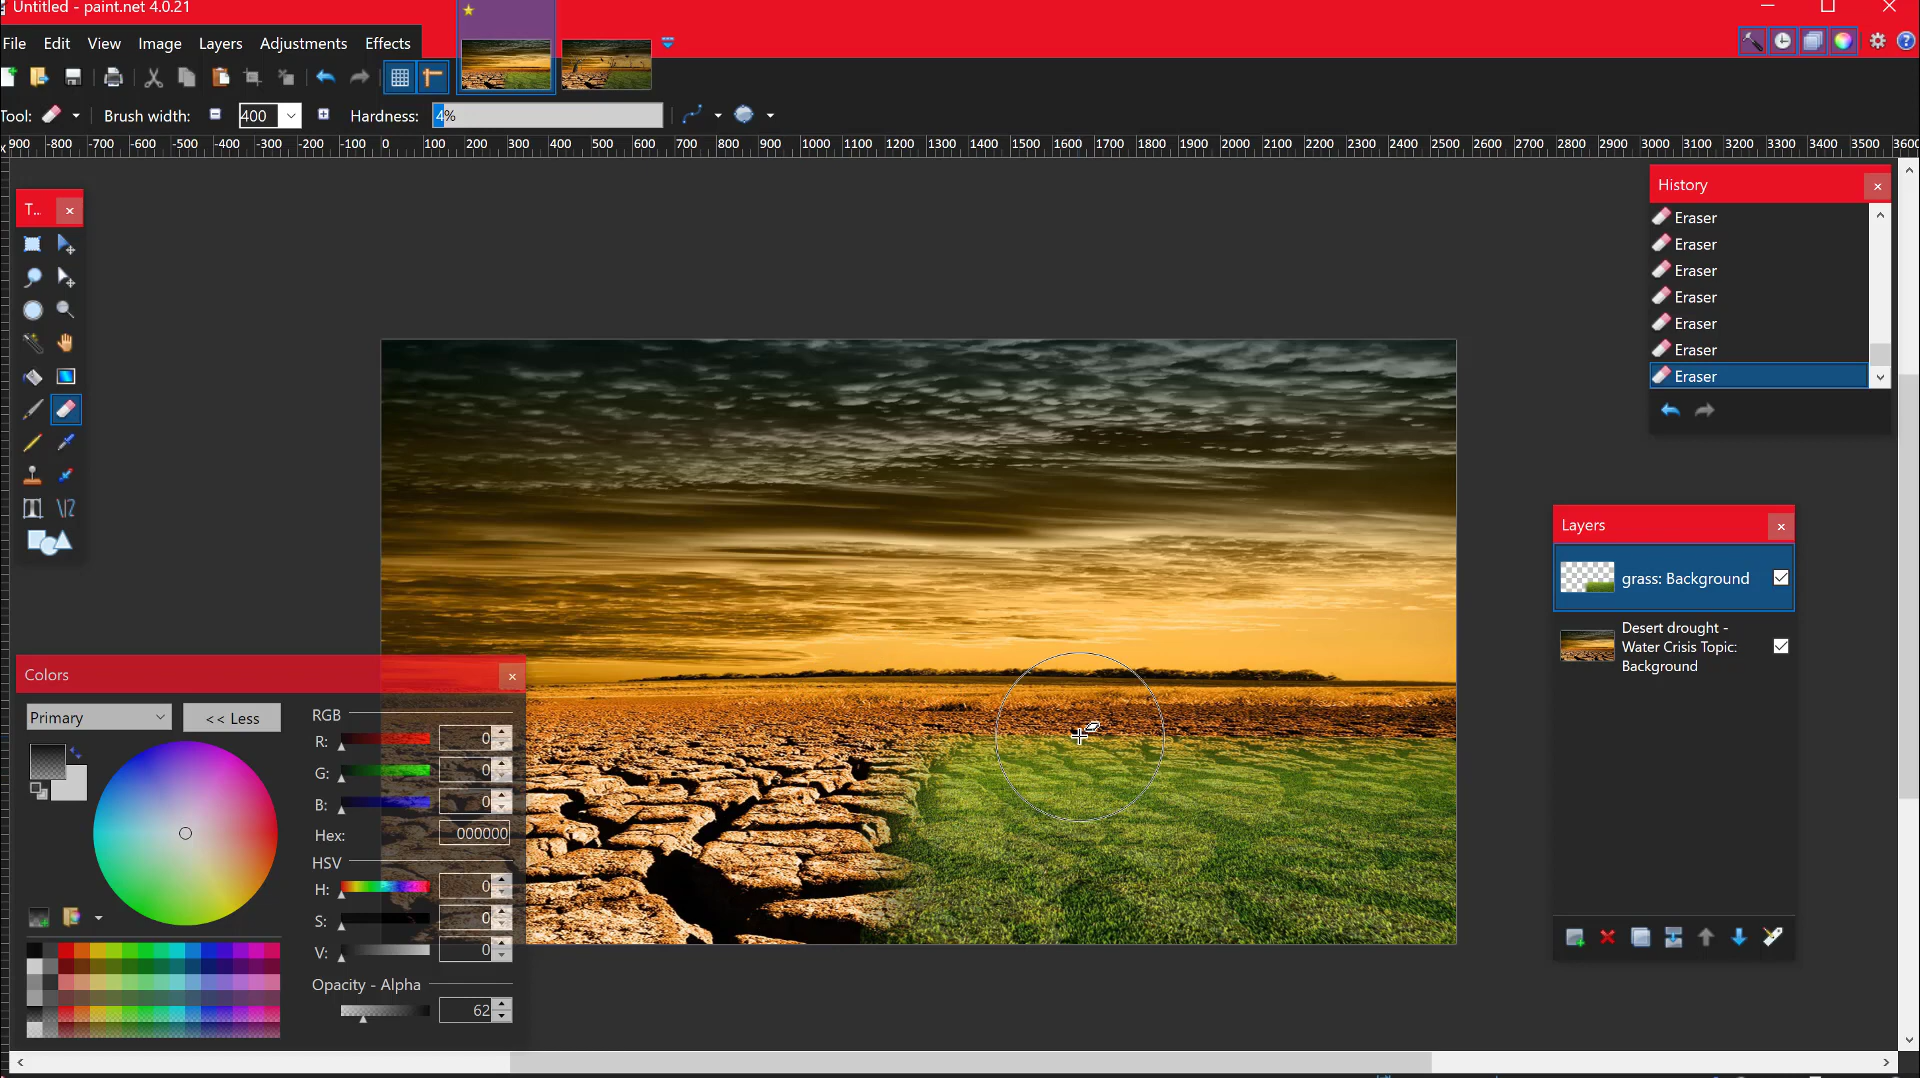 Untitled - paint.net 4.0.21
File Edit View Image Layers Adjustments Effects
Tool: Brush width: 400 Hardness: 4%
900 -800 -700 -600 -500 -400 -300 -200 -100 0 100 200 300 400 500 600 700 800 900 1000 1100 1200 1300 1400 1500 1600 1700 1800 1900 2000 2100 2200 2300 2400 2500 2600 2700 2800 2900 3000 3100 3200 3300 3400 3500 3600
T...
History
Eraser
Eraser
Eraser
Eraser
Eraser
Eraser
Eraser
Layers
grass: Background
Desert drought -
Water Crisis Topic:
Background
Colors
Primary
<< Less
RGB
R: 0
G: 0
B: 0
Hex: 000000
HSV
H: 0
S: 0
V: 0
Opacity - Alpha
62